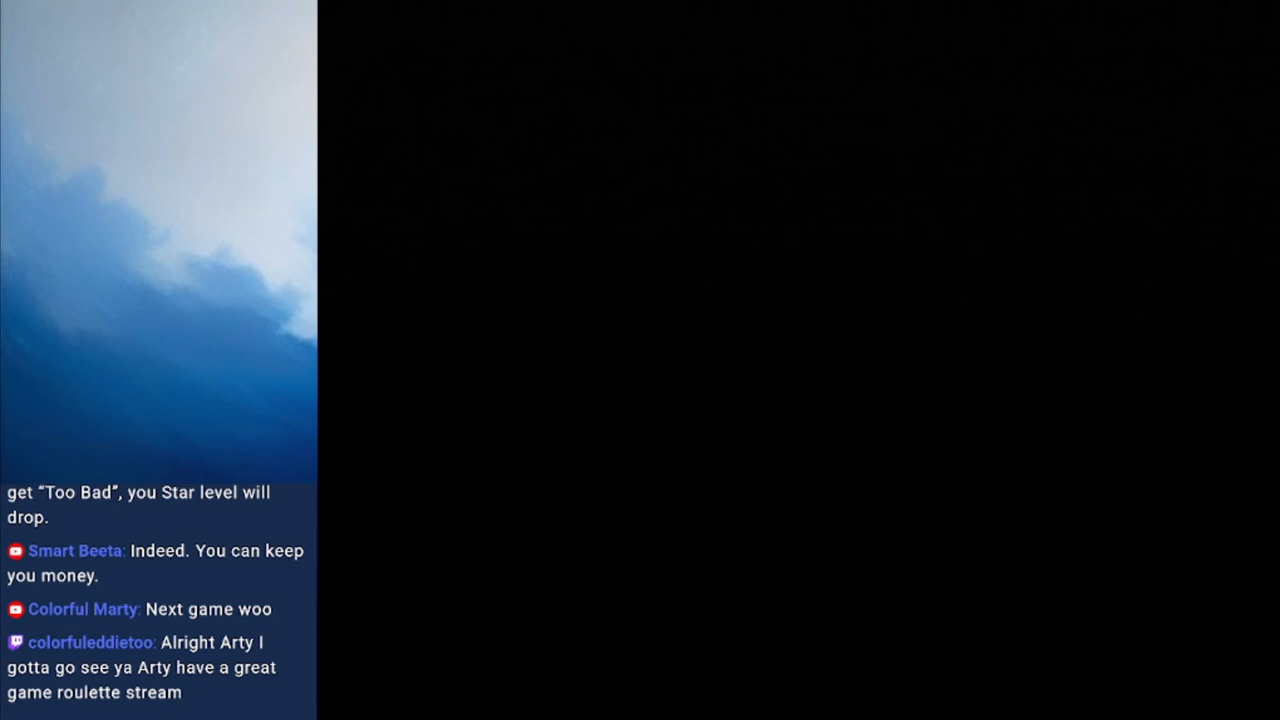 get “Too Bad”, you Star level will
drop.
Smart Beeta: Indeed. You can keep
you money.
Colorful Marty: Next game woo
colorfuleddietoo: Alright Arty I
gotta go see ya Arty have a great
game roulette stream